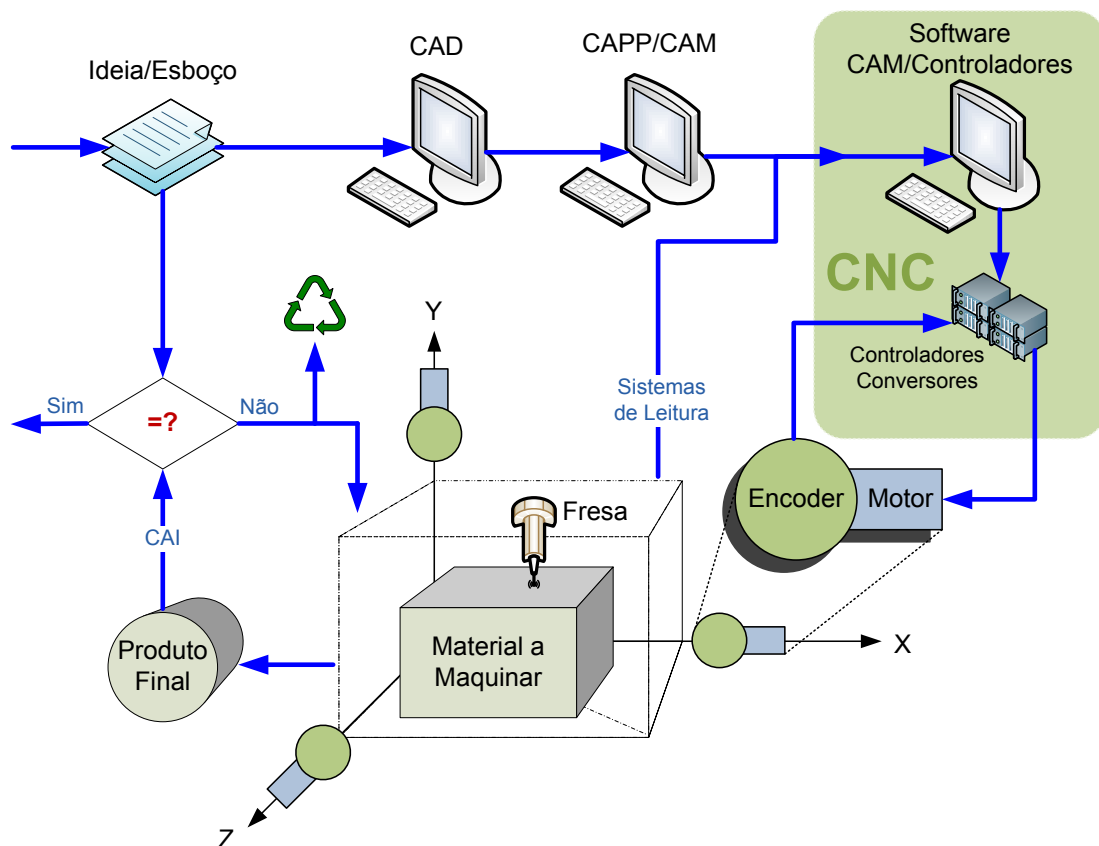 CAD
CAPP/CAM
Software
CAM/Controladores
Ideia/Esboço
CNC
Controladores
Conversores
Y
Sistemas
de Leitura
Sim
=?
Não
Encoder
Motor
Fresa
CAI
Material a
Maquinar
X
Produto
Final
Z